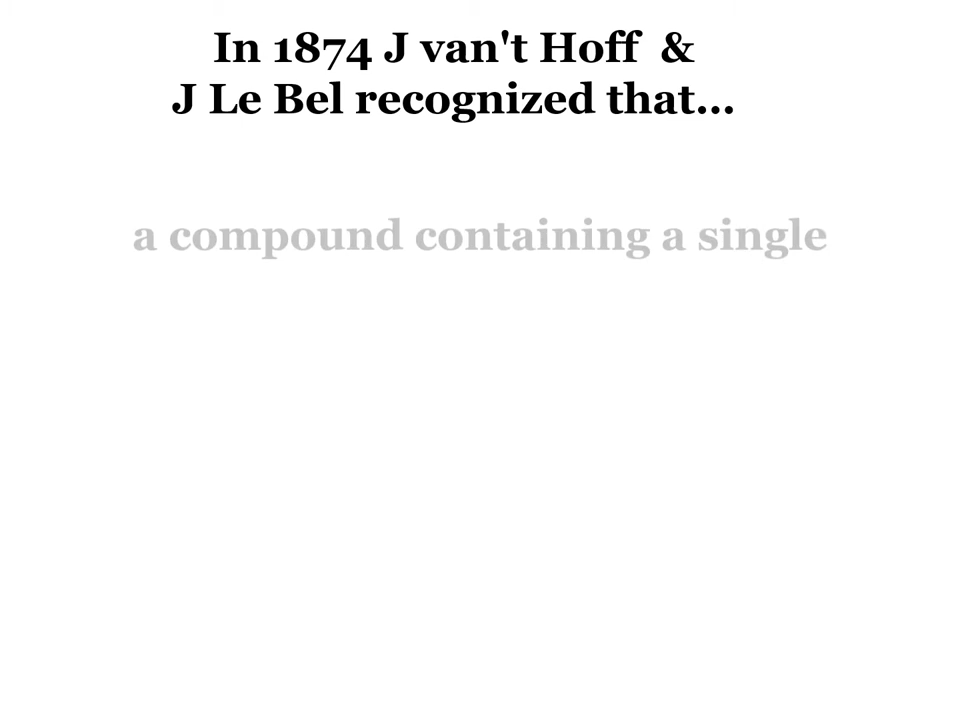 In 1874 J van't Hoff &
J Le Bel recognized that...
a compound containing a single